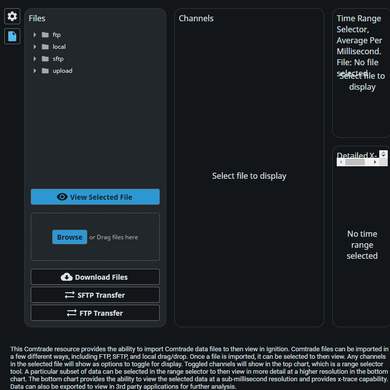 Files
ftp
local
sftp
upload
View Selected File
Browse or Drag files here
Download Files
SFTP Transfer
FTP Transfer
Channels
Select file to display
Time Range
Selector,
Average Per
Millisecond.
File: No file
selected
Select file to
display
Detailed X-
No time
range
selected
This Comtrade resource provides the ability to import Comtrade data files to then view in Ignition. Comtrade files can be imported in
a few different ways, including FTP, SFTP, and local drag/drop. Once a file is imported, it can be selected to then view. All channels
in the selected file will show as options to toggle for display. Toggled channels will show in the top chart, which is a range selector
tool. A particular subset of data can be selected in the range selector to then view in more detail at a higher resolution in the bottom
chart. The bottom chart provides the ability to view the selected data at a sub-millisecond resolution and provides x-trace capability.
Data can also be exported to view in 3rd party applications for further analysis.